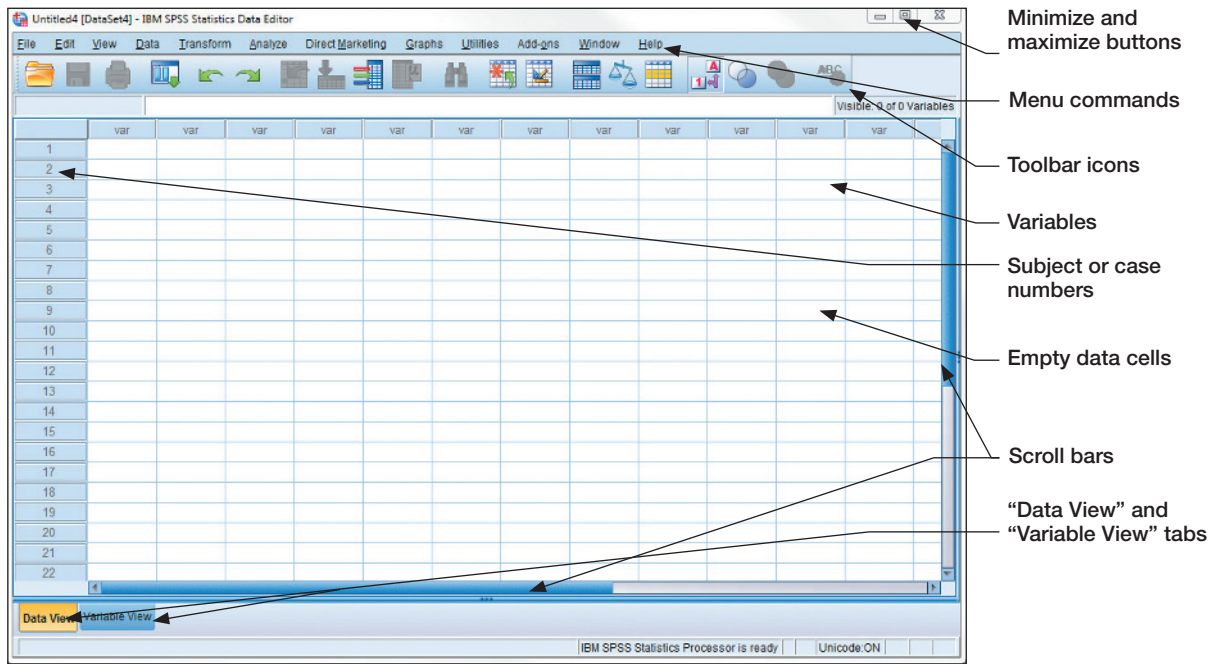 Untitled4 [DataSet4] - IBM SPSS Statistics Data Editor
File Edit View Data Transform Analyze Direct Marketing Graphs Utilities Add-ons Window Help
A
1
α
ABC
Visible: 0 of 0 Variables
var var var var var var var var var var var var
1
2
3
4
5
6
7
8
9
10
11
12
13
14
15
16
17
18
19
20
21
22
Data View Variable View
IBM SPSS Statistics Processor is ready Unicode:ON
Minimize and
maximize buttons
Menu commands
Toolbar icons
Variables
Subject or case
numbers
Empty data cells
Scroll bars
“Data View” and
“Variable View” tabs